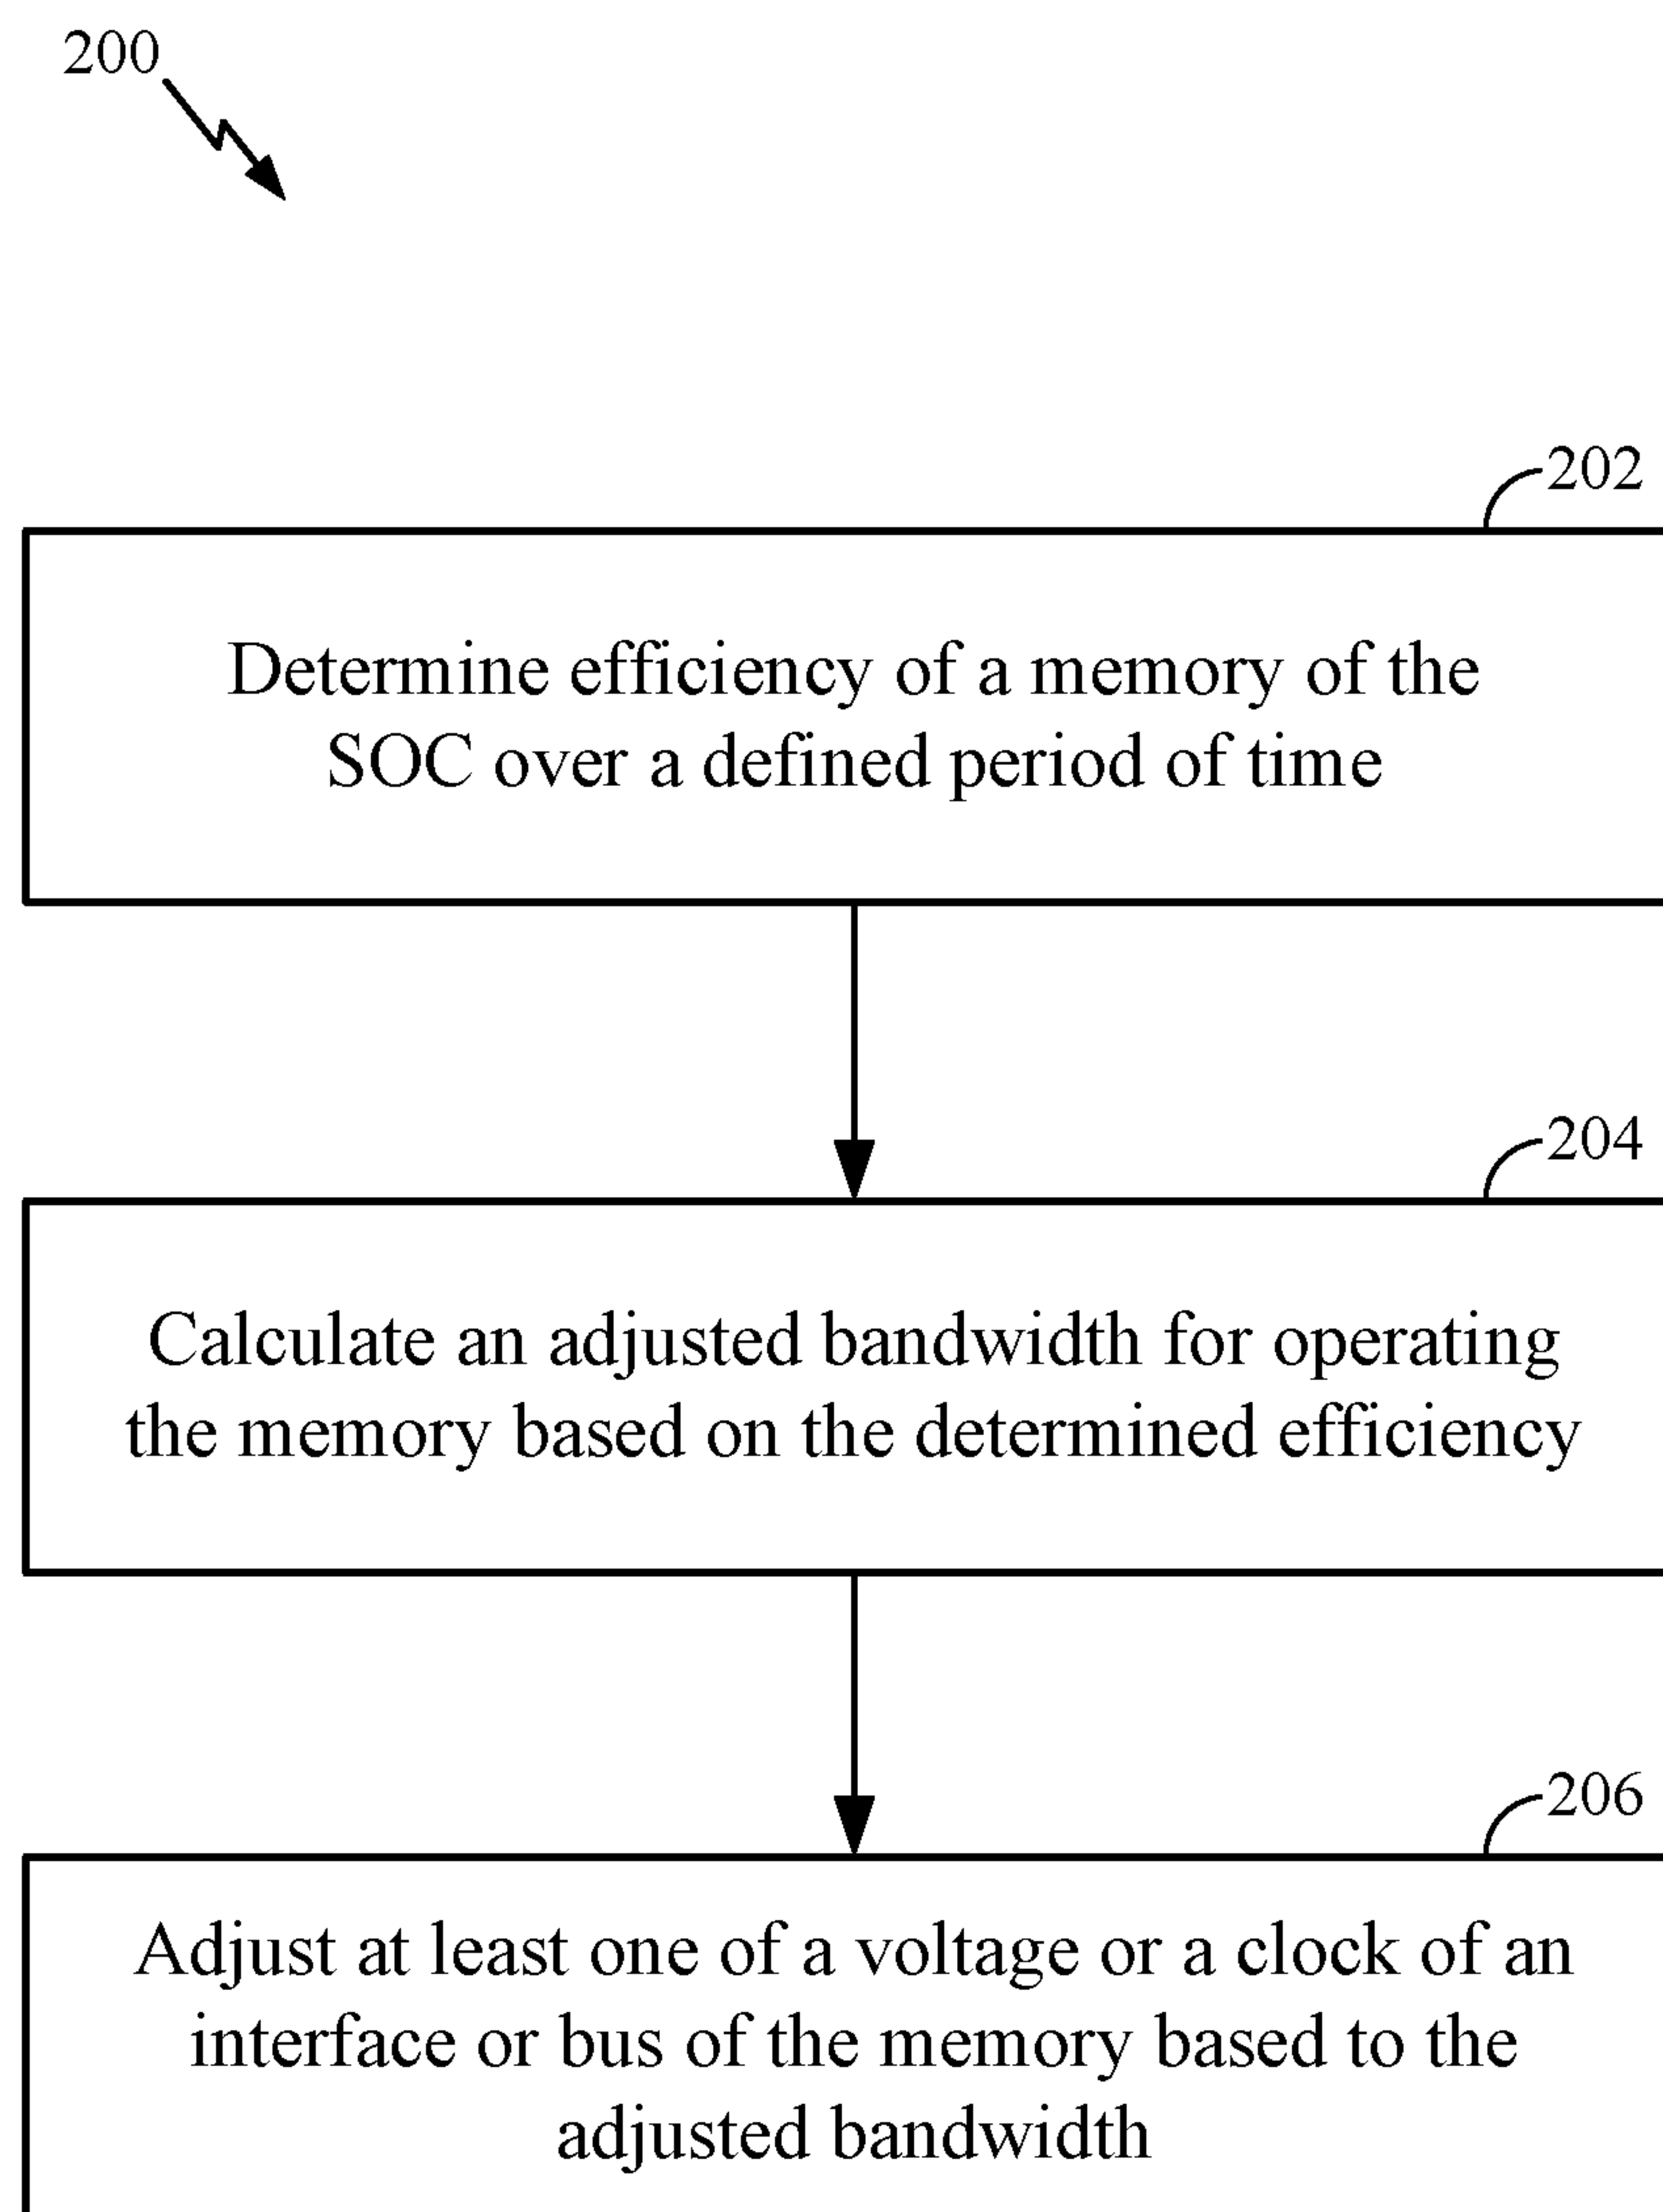 200
202
Determine efficiency of a memory of the
SOC over a defined period of time
204
Calculate an adjusted bandwidth for operating
the memory based on the determined efficiency
206
Adjust at least one of a voltage or a clock of an
interface or bus of the memory based to the
adjusted bandwidth